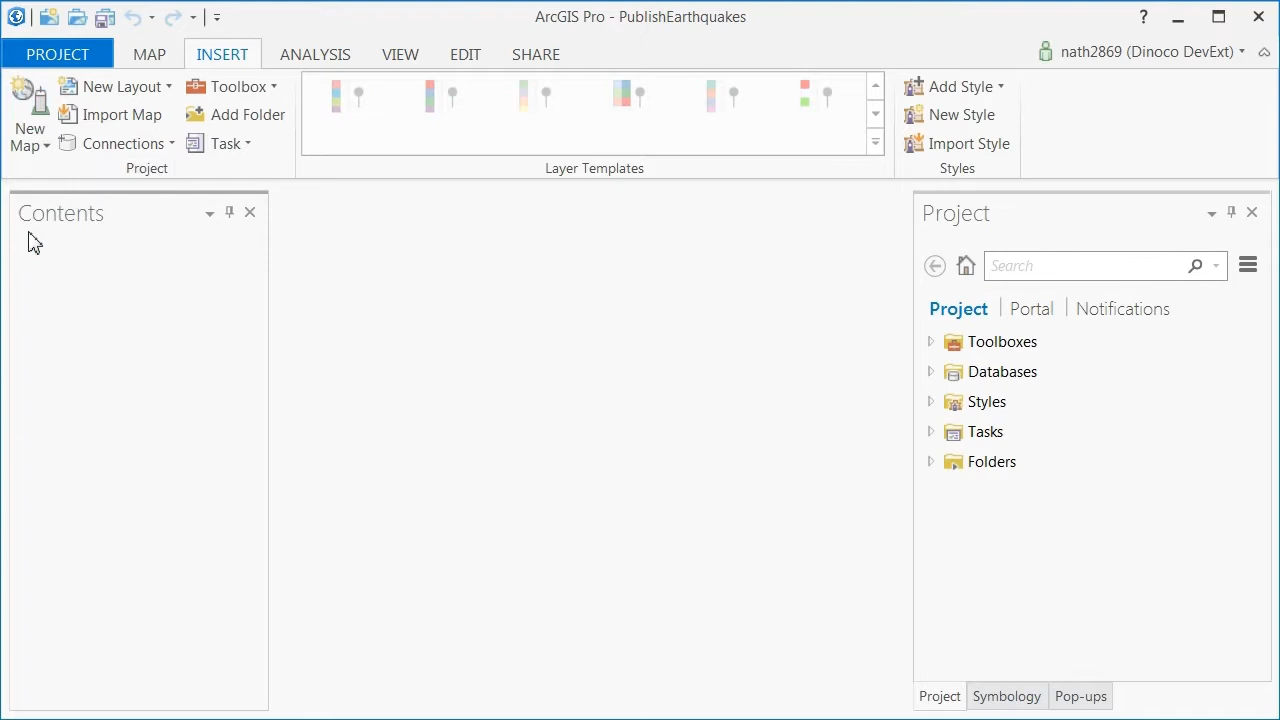 ArcGIS Pro - PublishEarthquakes
?
PROJECT MAP INSERT ANALYSIS VIEW EDIT SHARE nath2869 (Dinoco DevExt)
New Map
New Layout
Import Map
Connections
Toolbox
Add Folder
Task
Project
Layer Templates
Add Style
New Style
Import Style
Styles
Contents
Project
Search
Project | Portal | Notifications
Toolboxes
Databases
Styles
Tasks
Folders
Project Symbology Pop-ups